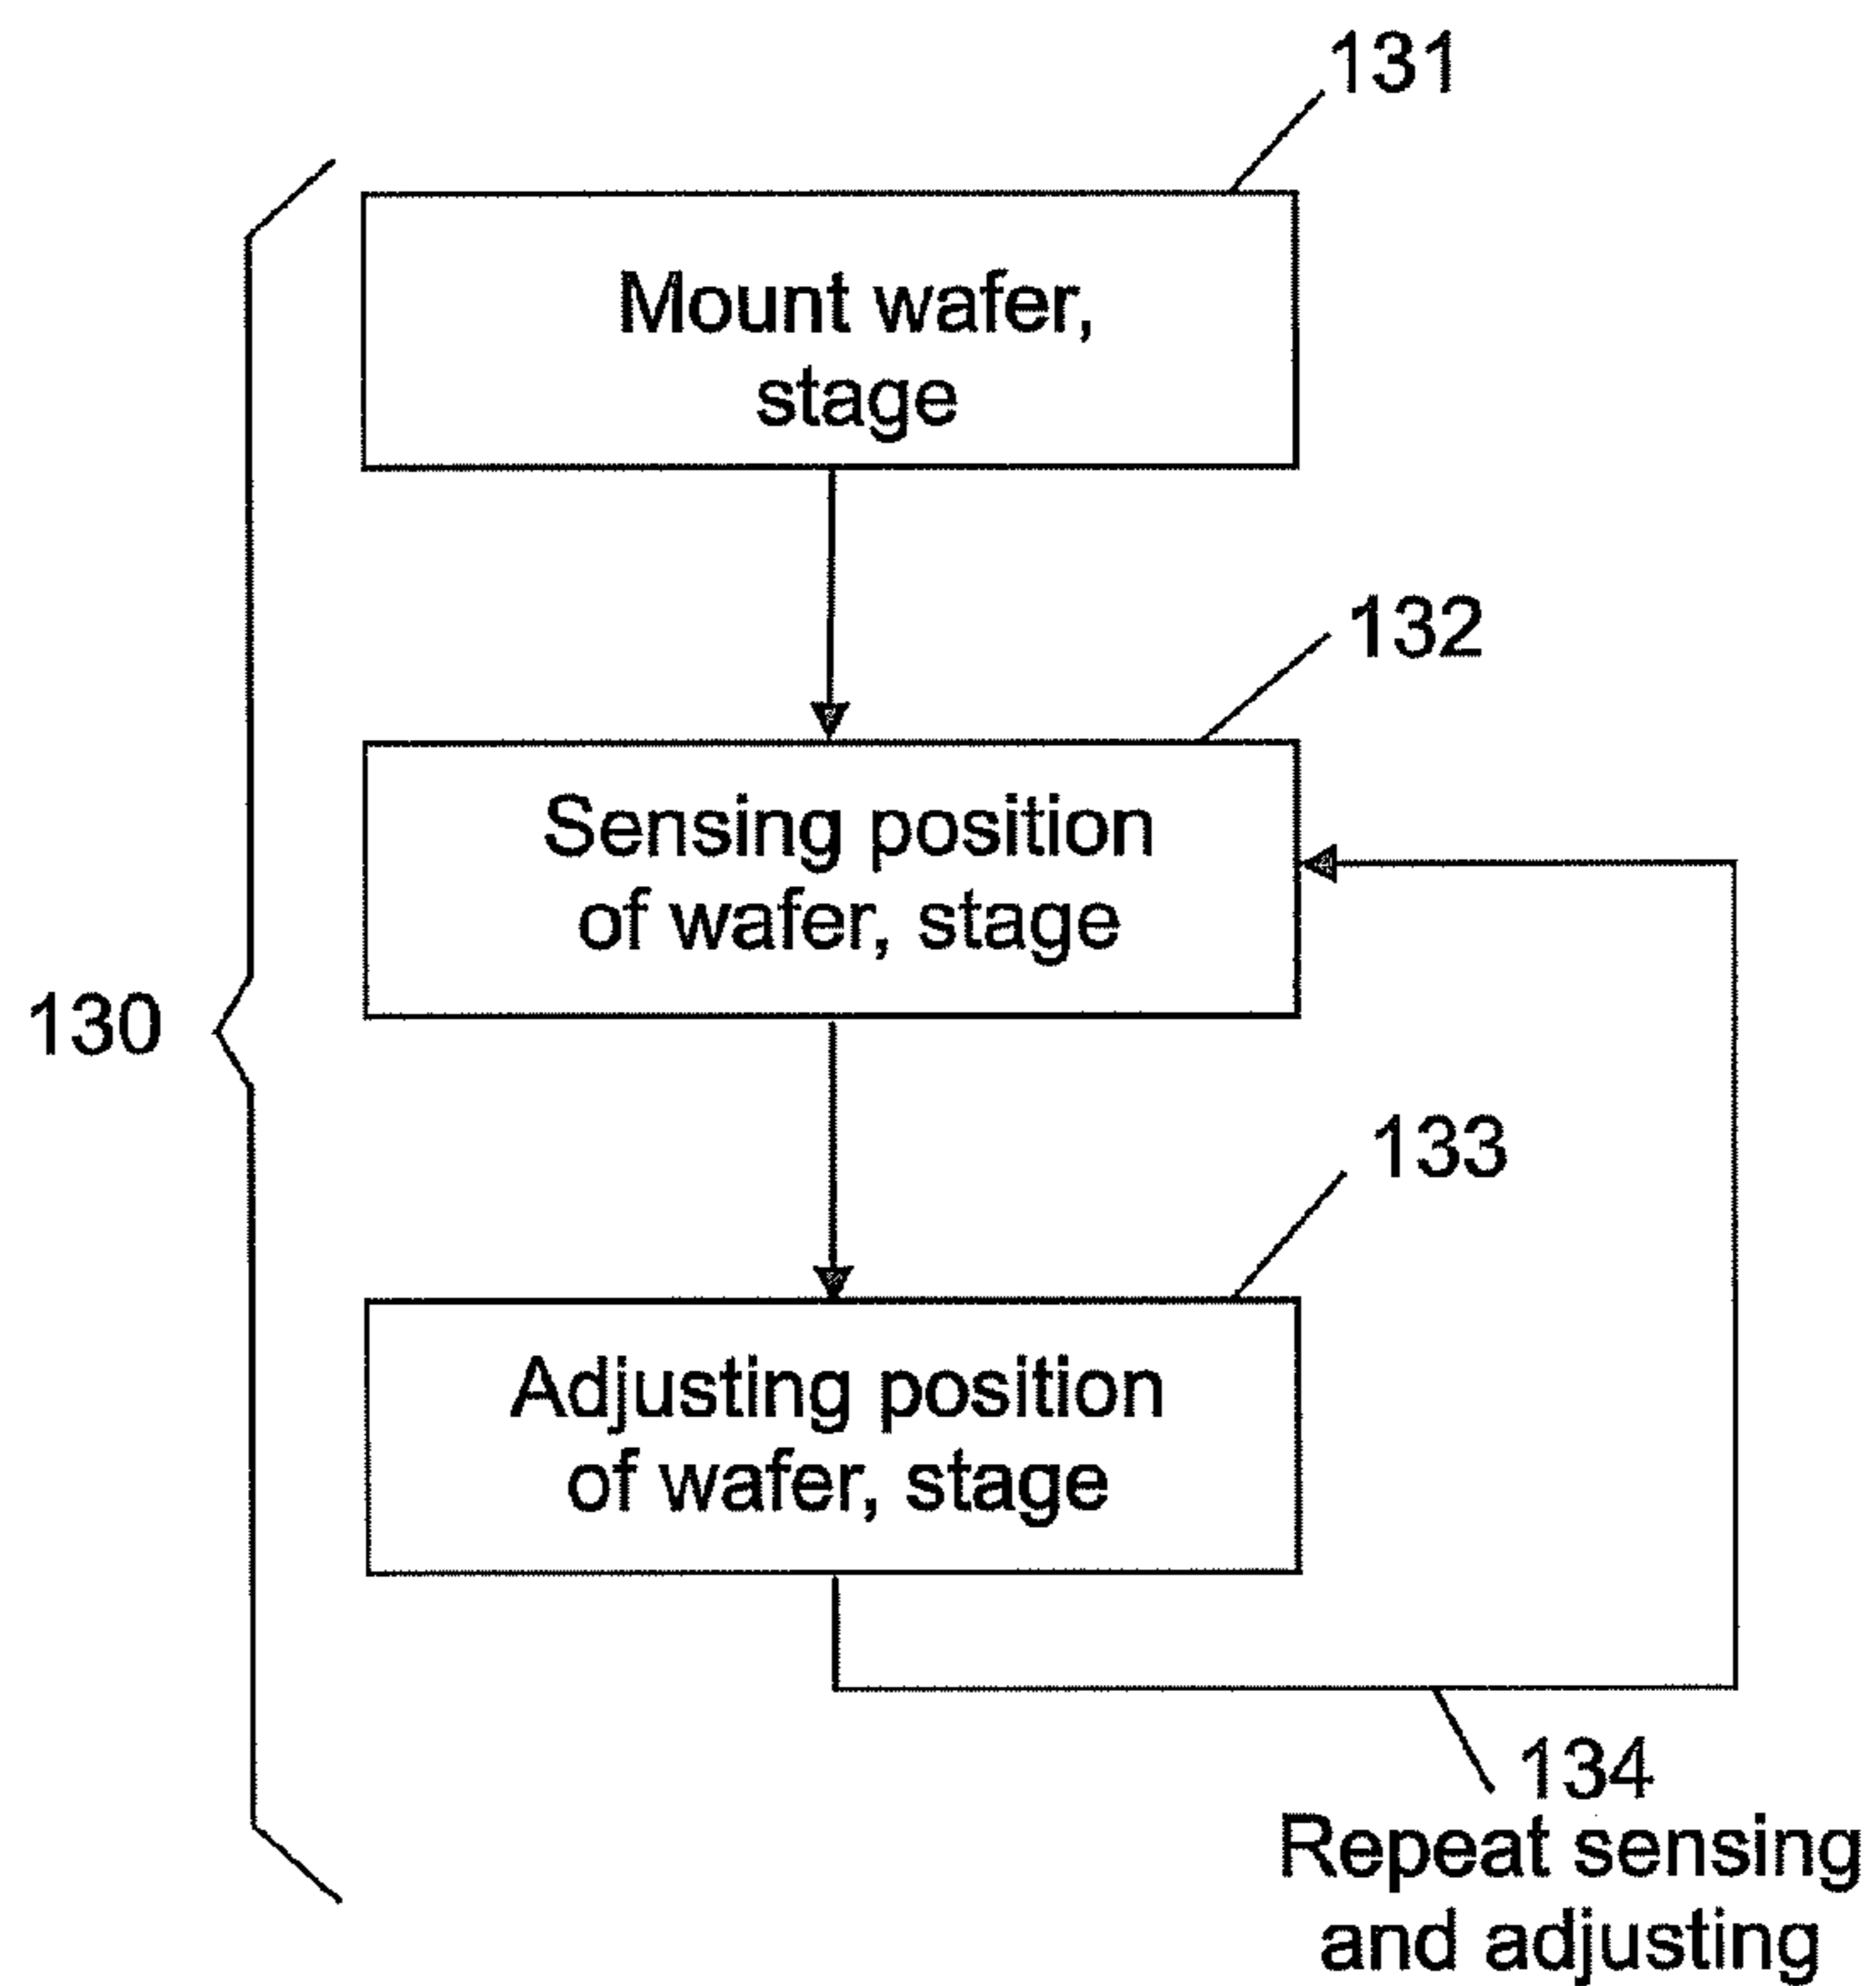 131
Mount wafer,
stage
132
Sensing position
of wafer, stage
130
133
Adjusting position
of wafer, stage
134
Repeat sensing
and adjusting